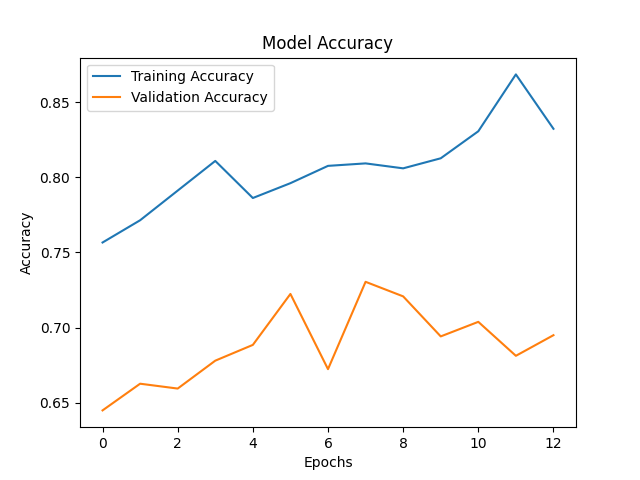 Model Accuracy
Training Accuracy
Validation Accuracy
0.85
0.80
0.75
0.70
0.65
Accuracy
0 2 4 6 8 10 12
Epochs